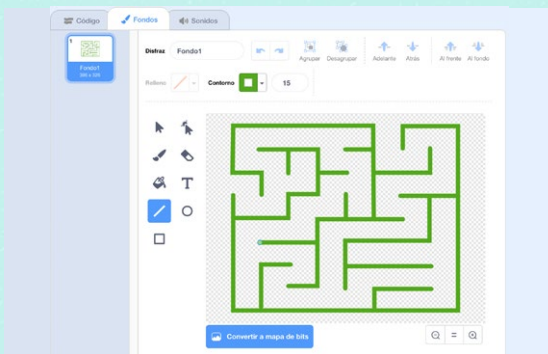 Código
Fondos
Sonidos
1
Fondo1
Disfraz
Fondo1
Agrupar
Desagrupar
Adelante
Atrás
Al frente
Al fondo
Relleno
Contorno
15
T
Convertir a mapa de bits